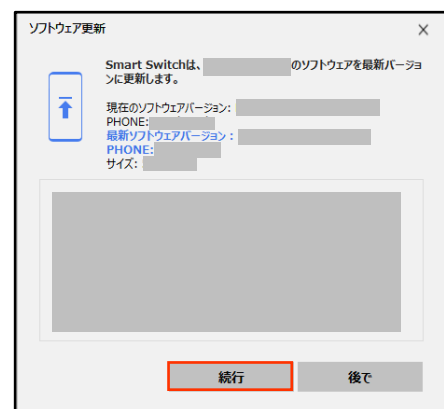 ソフトウェア更新
Smart Switchは、 のソフトウェアを最新バージョ
ンに更新します。
現在のソフトウェアバージョン:
PHONE:
最新ソフトウェアバージョン :
PHONE:
サイズ:
続行 後で